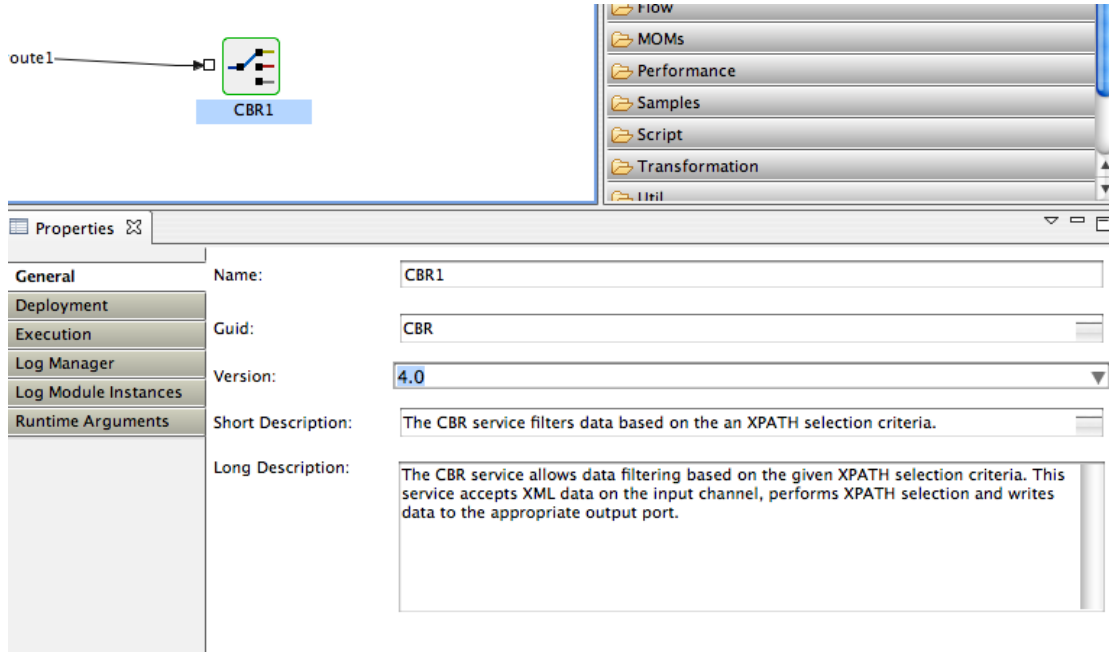 Flow
oute1
MOMs
Performance
CBR1
Samples
Script
Transformation
Util
Properties
General
Name:
CBR1
Deployment
Execution
Guid:
CBR
Log Manager
Version:
4.0
Log Module Instances
Runtime Arguments
Short Description:
The CBR service filters data based on the an XPATH selection criteria.
Long Description:
The CBR service allows data filtering based on the given XPATH selection criteria. This
service accepts XML data on the input channel, performs XPATH selection and writes
data to the appropriate output port.